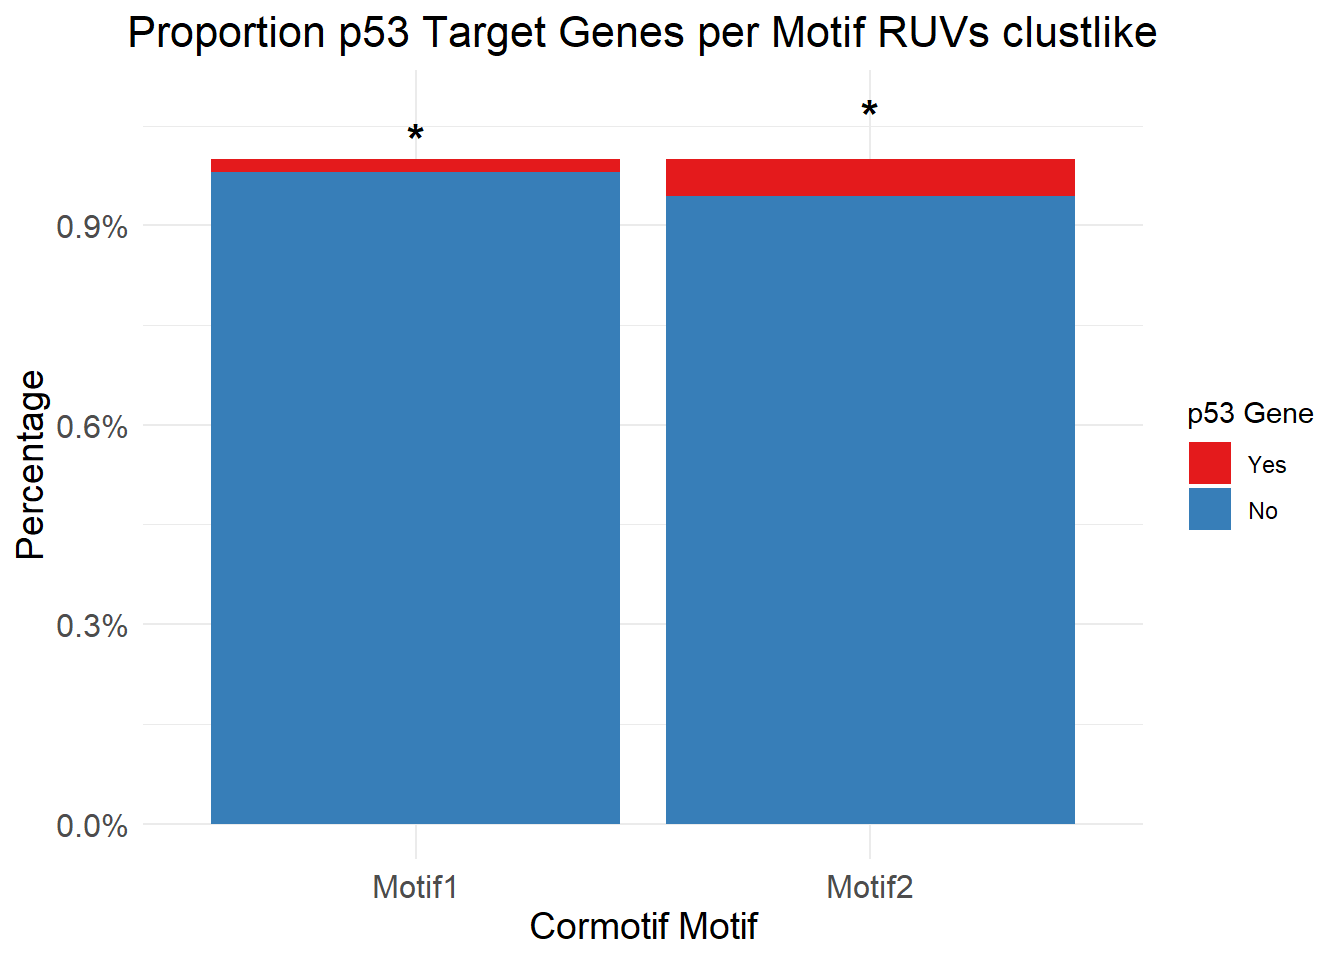 Proportion p53 Target Genes per Motif RUVs clustlike
*
*
0.9%
0.6%
0.3%
0.0%
Percentage
Motif1
Motif2
Cormotif Motif
p53 Gene
Yes
No